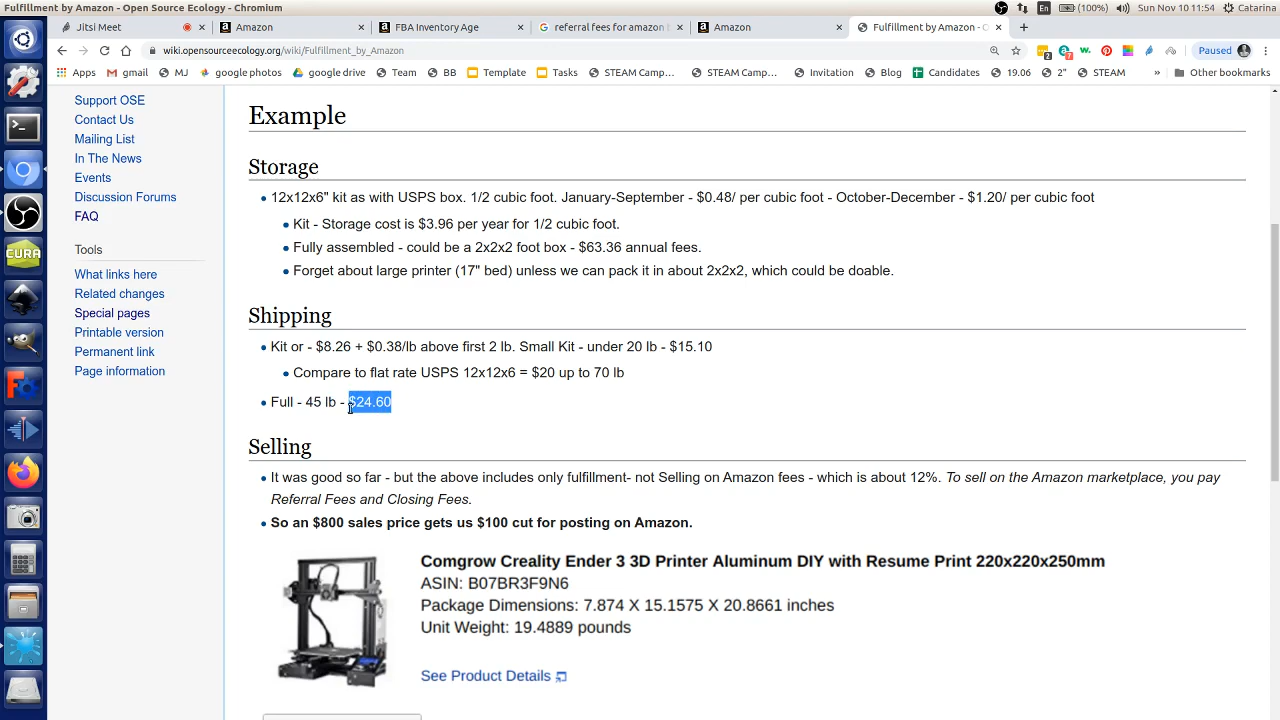 Fulfillment by Amazon - Open Source Ecology - Chromium
En (100%) Sun Nov 10 11:54 Catarina
Jitsi Meet × Amazon × FBA Inventory Age × referral fees for amazon × Amazon × Fulfillment by Amazon - O × +
wiki.opensourceecology.org/wiki/Fulfillment_by_Amazon Paused
Apps gmail MJ google photos google drive Team BB Template Tasks STEAM Camp... STEAM Camp... Invitation Blog Candidates 19.06 2" STEAM » Other bookmarks
Support OSE
Contact Us
Mailing List
In The News
Events
Discussion Forums
FAQ
Tools
What links here
Related changes
Special pages
Printable version
Permanent link
Page information
CURA
Example
Storage
12x12x6" kit as with USPS box. 1/2 cubic foot. January-September - $0.48/ per cubic foot - October-December - $1.20/ per cubic foot
Kit - Storage cost is $3.96 per year for 1/2 cubic foot.
Fully assembled - could be a 2x2x2 foot box - $63.36 annual fees.
Forget about large printer (17" bed) unless we can pack it in about 2x2x2, which could be doable.
Shipping
Kit or - $8.26 + $0.38/lb above first 2 lb. Small Kit - under 20 lb - $15.10
Compare to flat rate USPS 12x12x6 = $20 up to 70 lb
Full - 45 lb - $24.60
Selling
It was good so far - but the above includes only fulfillment- not Selling on Amazon fees - which is about 12%. To sell on the Amazon marketplace, you pay
Referral Fees and Closing Fees.
So an $800 sales price gets us $100 cut for posting on Amazon.
Comgrow Creality Ender 3 3D Printer Aluminum DIY with Resume Print 220x220x250mm
ASIN: B07BR3F9N6
Package Dimensions: 7.874 X 15.1575 X 20.8661 inches
Unit Weight: 19.4889 pounds
See Product Details